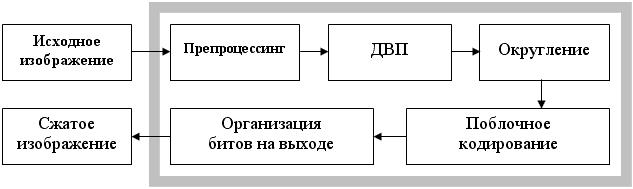 Исходное
изображение
Препроцессинг
ДВП
Округление
Сжатое
изображение
Организация
битов на выходе
Поблочное
кодирование